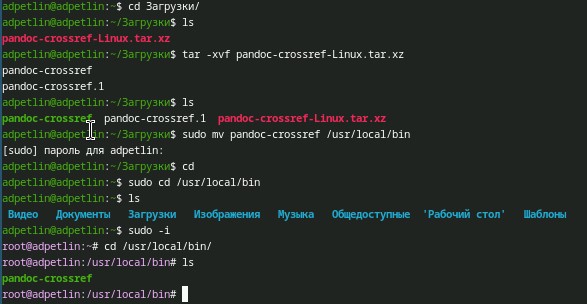 adpetlin@adpetlin:~$ cd Загрузки/
adpetlin@adpetlin:~/Загрузки$ ls
pandoc-crossref-Linux.tar.xz
adpetlin@adpetlin:~/Загрузки$ tar -xvf pandoc-crossref-Linux.tar.xz
pandoc-crossref
pandoc-crossref.1
adpetlin@adpetlin:~/Загрузки$ ls
pandoc-crossref  pandoc-crossref.1  pandoc-crossref-Linux.tar.xz
adpetlin@adpetlin:~/Загрузки$ sudo mv pandoc-crossref /usr/local/bin
[sudo] пароль для adpetlin:
adpetlin@adpetlin:~/Загрузки$ cd
adpetlin@adpetlin:~$ sudo cd /usr/local/bin
adpetlin@adpetlin:~$ ls
Видео  Документы  Загрузки  Изображения  Музыка  Общедоступные  'Рабочий стол'  Шаблоны
adpetlin@adpetlin:~$ sudo -i
root@adpetlin:~# cd /usr/local/bin/
root@adpetlin:/usr/local/bin# ls
pandoc-crossref
root@adpetlin:/usr/local/bin#